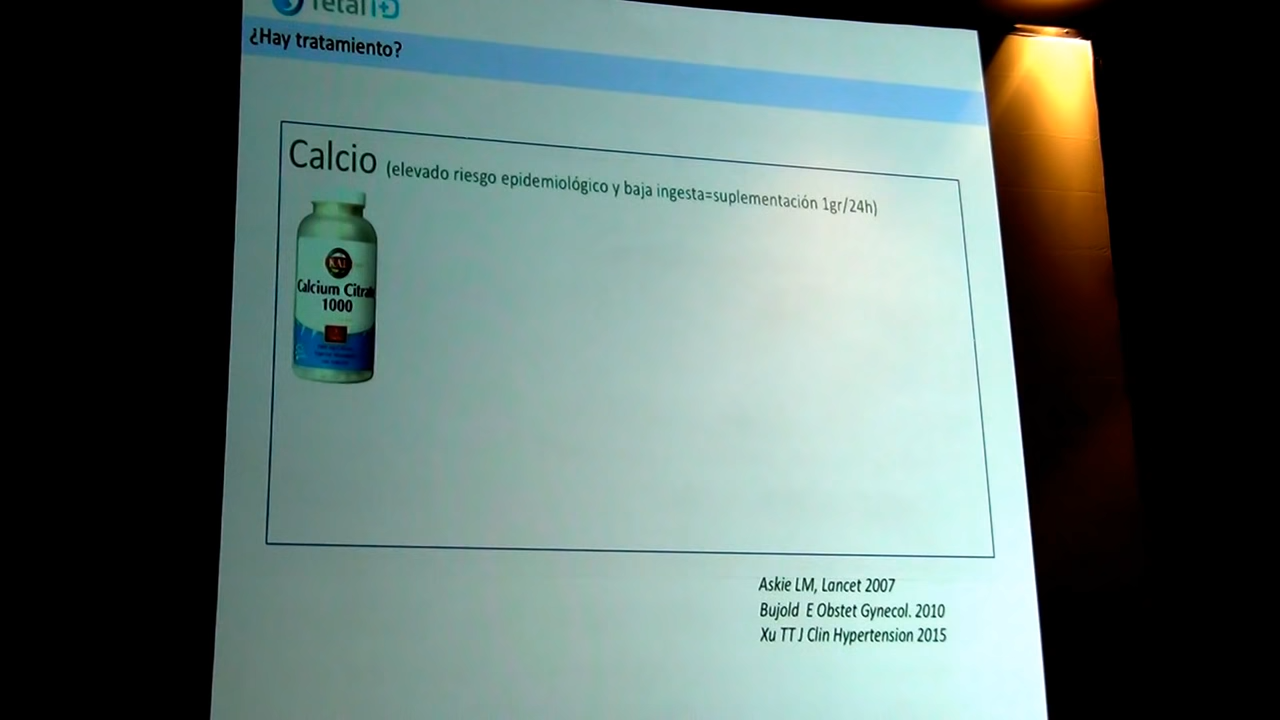 fetal I+D
¿Hay tratamiento?
Calcio (elevado riesgo epidemiológico y baja ingesta=suplementación 1gr/24h)
KAL
Calcium Citrate
1000
Askie LM, Lancet 2007
Bujold E Obstet Gynecol. 2010
Xu TT J Clin Hypertension 2015